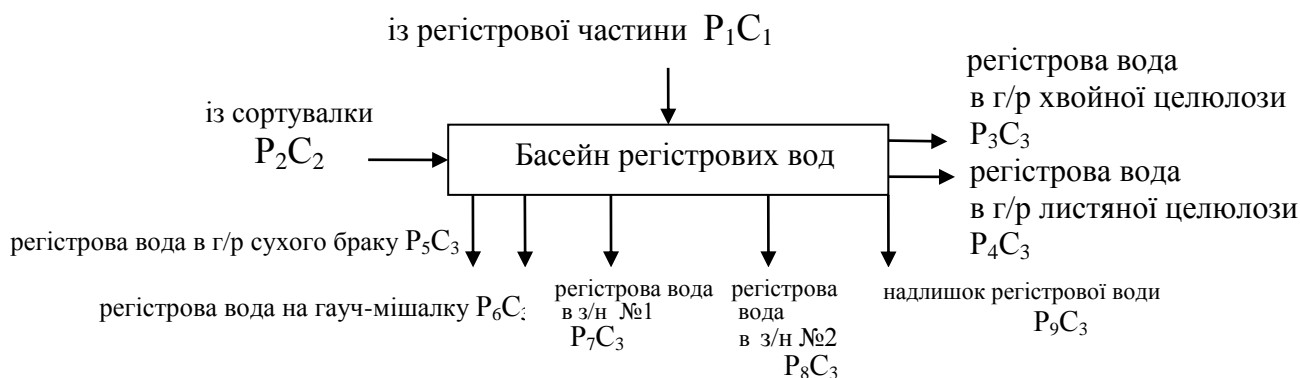 із регістрової частини P₁C₁
регістрова вода
в г/р хвойної целюлози
P₃C₃
із сортувалки
P₂C₂
Басейн регістрових вод
регістрова вода
в г/р листяної целюлози
P₄C₃
регістрова вода в г/р сухого браку P₅C₃
регістрова вода на гауч-мішалку P₆C₃
регістрова вода
в з/н №1
P₇C₃
регістрова
вода
в з/н №2
P₈C₃
надлишок регістрової води
P₉C₃